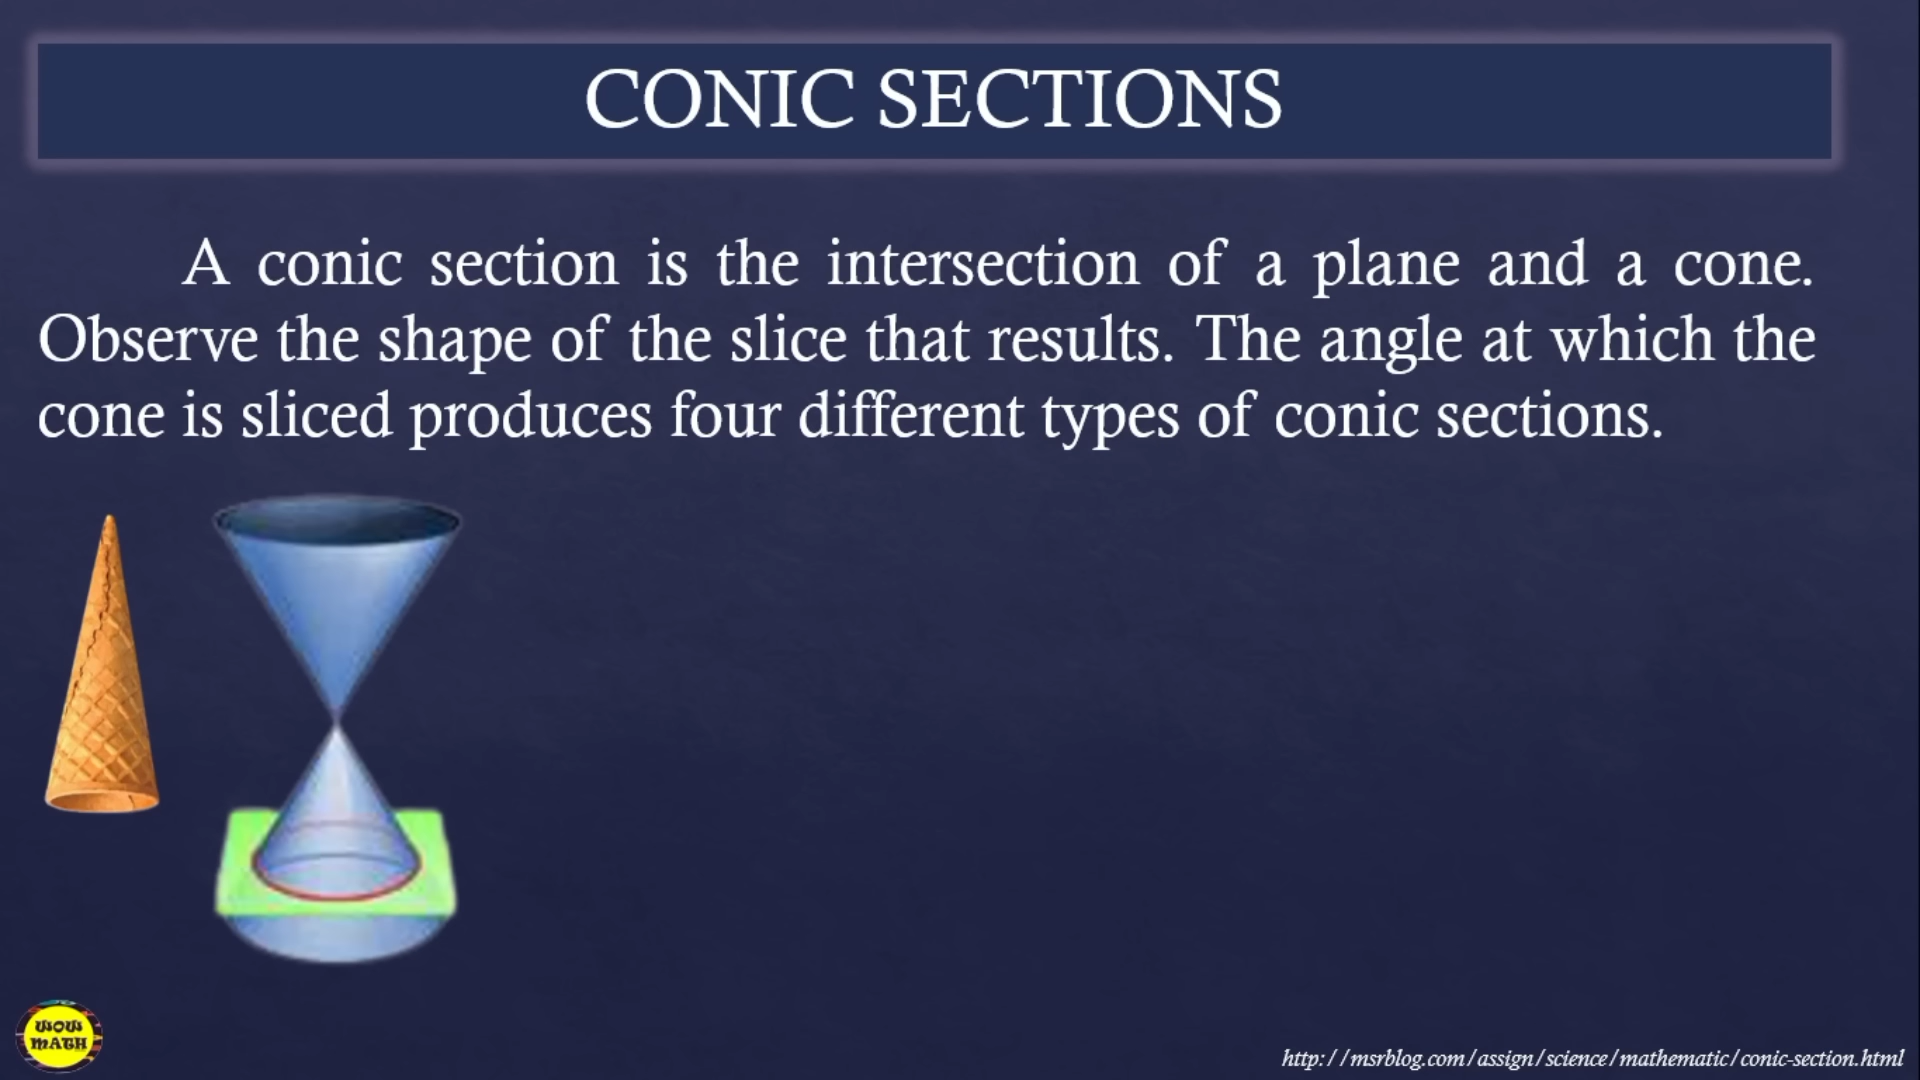 CONIC SECTIONS
A conic section is the intersection of a plane and a cone.
Observe the shape of the slice that results. The angle at which the
cone is sliced produces four different types of conic sections.
WOW
MATH
http://msrblog.com/assign/science/mathematic/conic-section.html